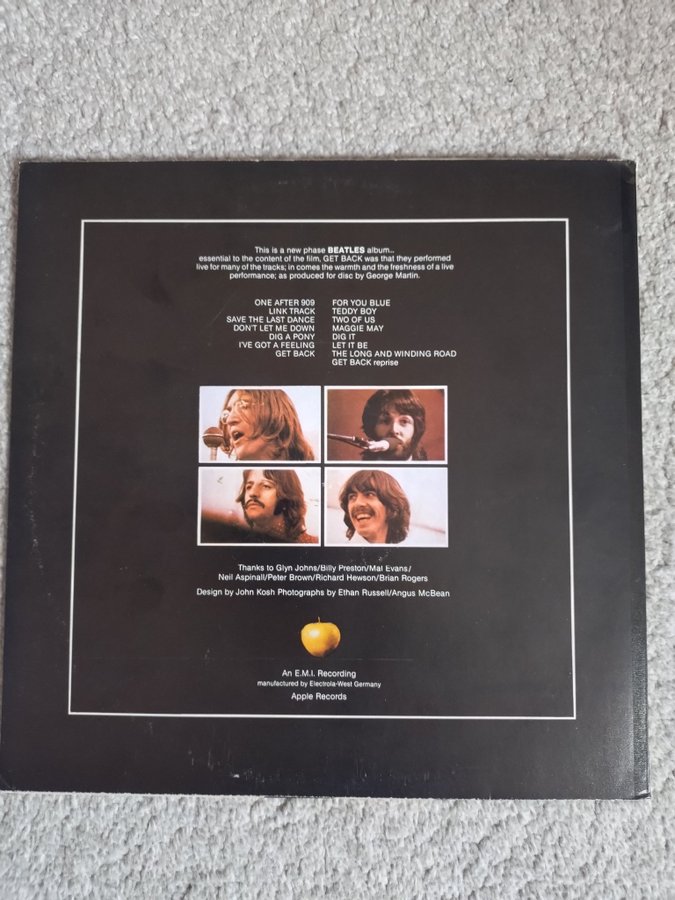 This is a new phase BEATLES album..
essential to the content of the film, GET BACK was that they performed
live for many of the tracks; in comes the warmth and the freshness of a live
performance; as produced for disc by George Martin.
ONE AFTER 909
LINK TRACK
SAVE THE LAST DANCE
DON'T LET ME DOWN
DIG A PONY
I'VE GOT A FEELING
GET BACK
FOR YOU BLUE
TEDDY BOY
TWO OF US
MAGGIE MAY
DIG IT
LET IT BE
THE LONG AND WINDING ROAD
GET BACK reprise
Thanks to Glyn Johns/Billy Preston/Mal Evans/
Neil Aspinall/Peter Brown/Richard Hewson/Brian Rogers
Design by John Kosh Photographs by Ethan Russell/Angus McBean
An E.M.I. Recording
manufactured by Electrola-West Germany
Apple Records